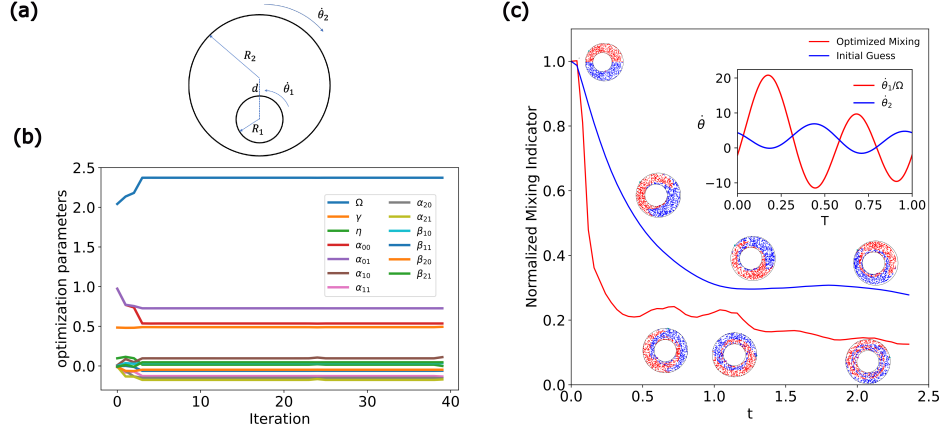 (a)
θ̇₂
R₂
d
θ̇₁
R₁
(b)
optimization parameters
2.5
2.0
1.5
1.0
0.5
0.0
0
10
20
30
40
Iteration
Ω
γ
η
α₀₀
α₀₁
α₁₀
α₁₁
α₂₀
α₂₁
β₁₀
β₁₁
β₂₀
β₂₁
(c)
Normalized Mixing Indicator
1.0
0.8
0.6
0.4
0.2
0.0
0.0
0.5
1.0
1.5
2.0
2.5
t
Optimized Mixing
Initial Guess
θ̇
20
10
0
−10
0.00
0.25
0.50
0.75
1.00
T
θ̇₁/Ω
θ̇₂